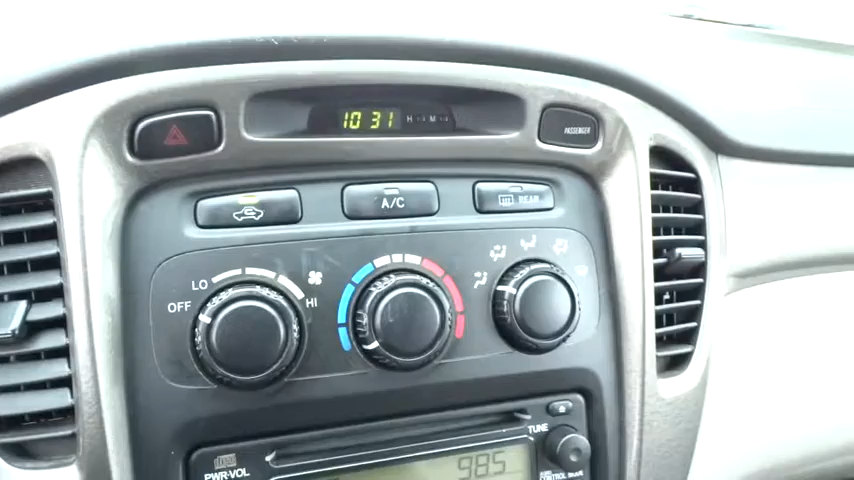 10 31 H M
PASSENGER
A/C
REAR
LO
OFF
HI
TUNE
PWR·VOL
985